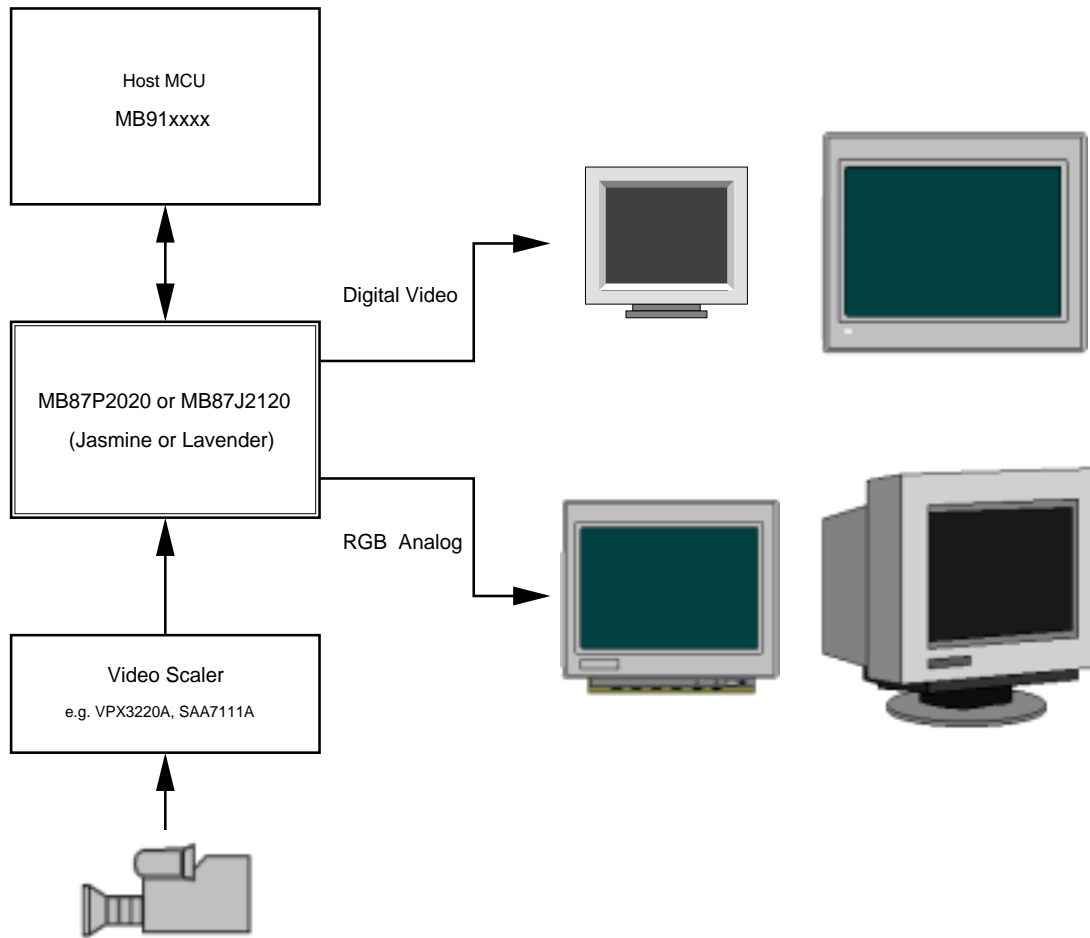 Host MCU
MB91xxxx
Digital Video
MB87P2020 or MB87J2120
(Jasmine or Lavender)
RGB Analog
Video Scaler
e.g. VPX3220A, SAA7111A